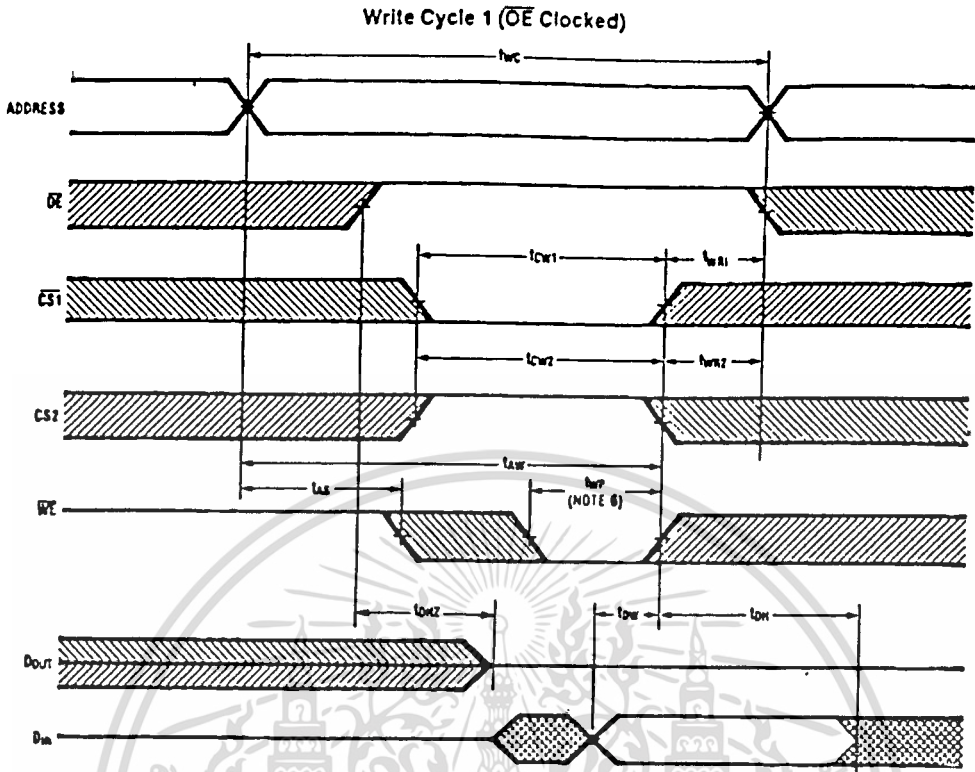 Write Cycle 1 (OE Clocked)
tWC
ADDRESS
OE
tCW1
tWR1
CS1
tCW2
tWR2
CS2
tAW
tAS
tWP
(NOTE 6)
WE
tOHZ
tDW
tDH
DOUT
DIN